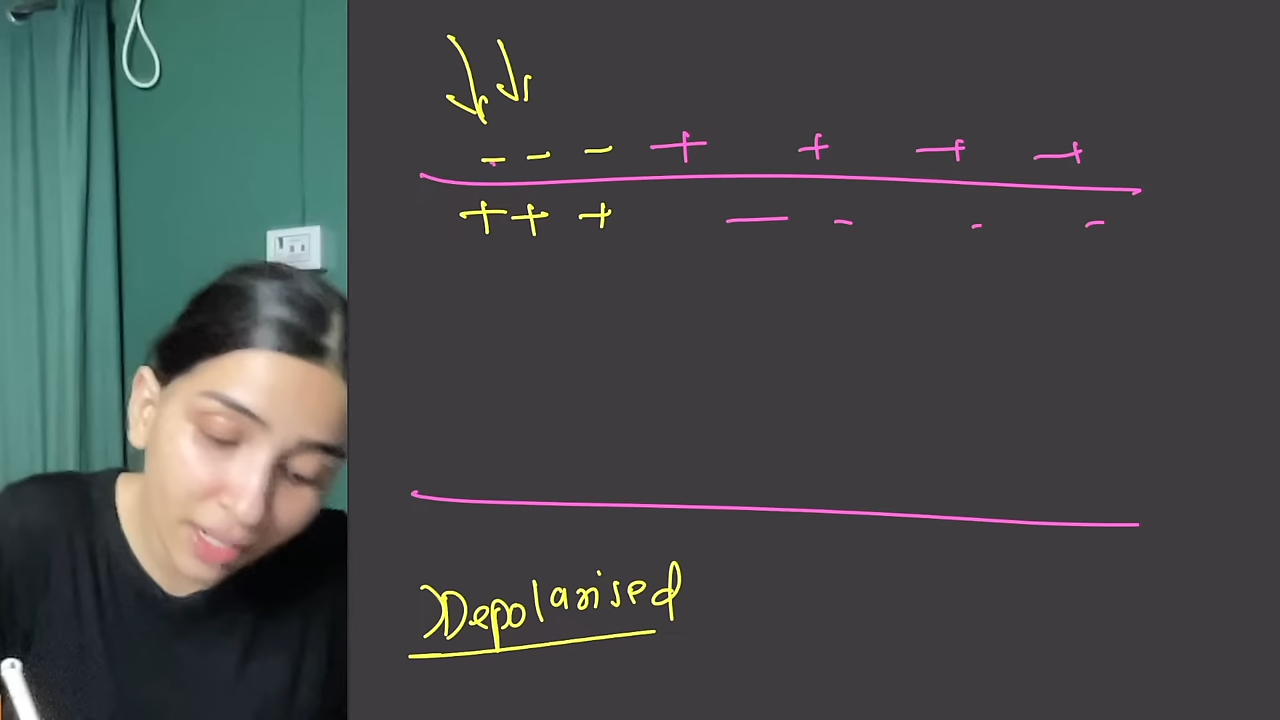 - - - + + + +
+ + + - - - -
Depolarised